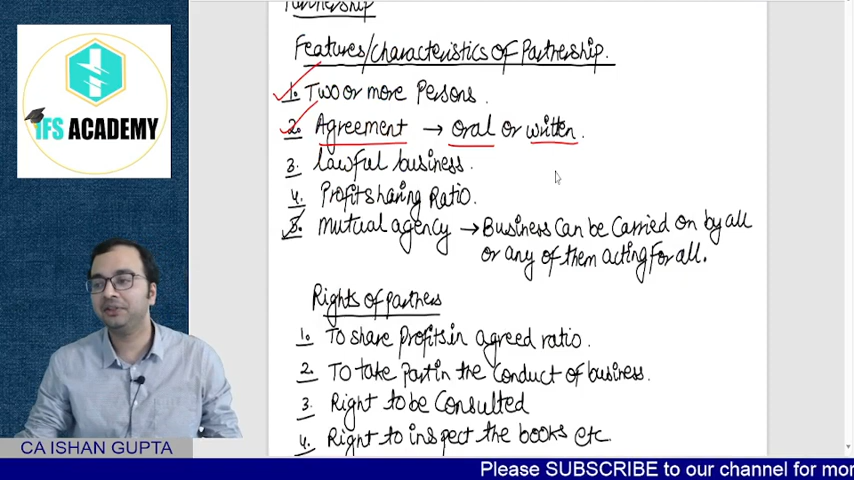 Partnership
Features/characteristics of Partnership.
1. Two or more Persons.
2. Agreement → oral or written.
3. lawful business.
4. Profit sharing Ratio.
5. Mutual agency → Business Can be Carried on by all
or any of them acting for all.
Rights of partners
1. To share Profits in agreed ratio.
2. To take Part in the Conduct of business.
3. Right to be Consulted
4. Right to inspect the books etc.
IFS ACADEMY
CA ISHAN GUPTA
Please SUBSCRIBE to our channel for mor